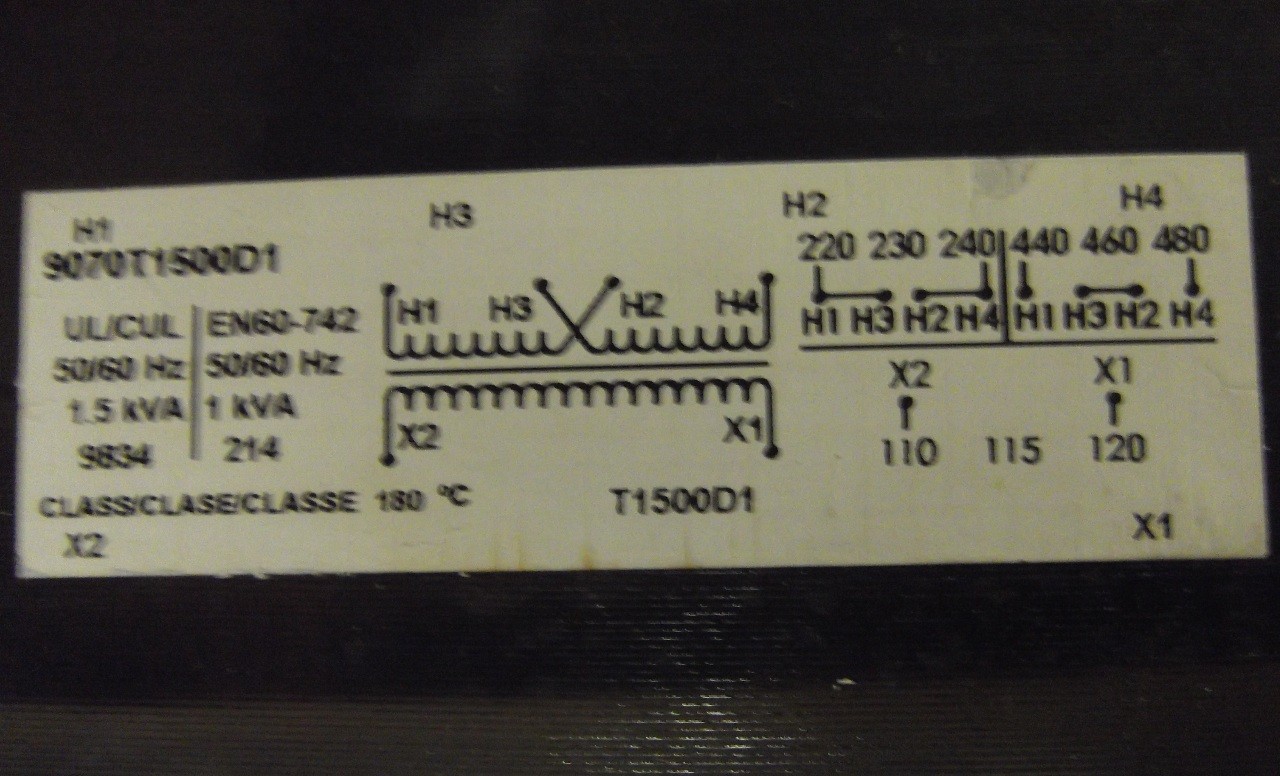 H1 H3 H2 H4
9070T1500D1
UL/CUL EN60-742
50/60 Hz 50/60 Hz
1.5 kVA 1 kVA
9834 214
CLASS/CLASE/CLASSE 180 ºC
X2
H1 H3 H2 H4
X2 X1
T1500D1
220 230 240 440 460 480
H1 H3 H2 H4 H1 H3 H2 H4
X2 X1
110 115 120
X1